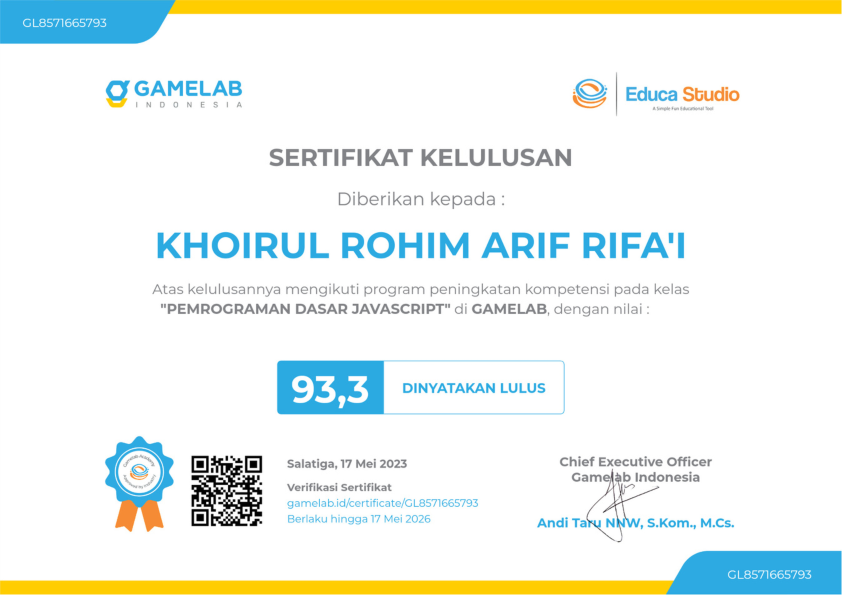 GL8571665793
GAMELAB
INDONESIA
Educa Studio
A Simple Fun Educational Tool
SERTIFIKAT KELULUSAN
Diberikan kepada :
KHOIRUL ROHIM ARIF RIFA'I
Atas kelulusannya mengikuti program peningkatan kompetensi pada kelas
"PEMROGRAMAN DASAR JAVASCRIPT" di GAMELAB, dengan nilai :
93,3
DINYATAKAN LULUS
Gamelab Academy
Salatiga, 17 Mei 2023
Verifikasi Sertifikat
gamelab.id/certificate/GL8571665793
Berlaku hingga 17 Mei 2026
Chief Executive Officer
Gamelab Indonesia
Andi Taru NNW, S.Kom., M.Cs.
GL8571665793